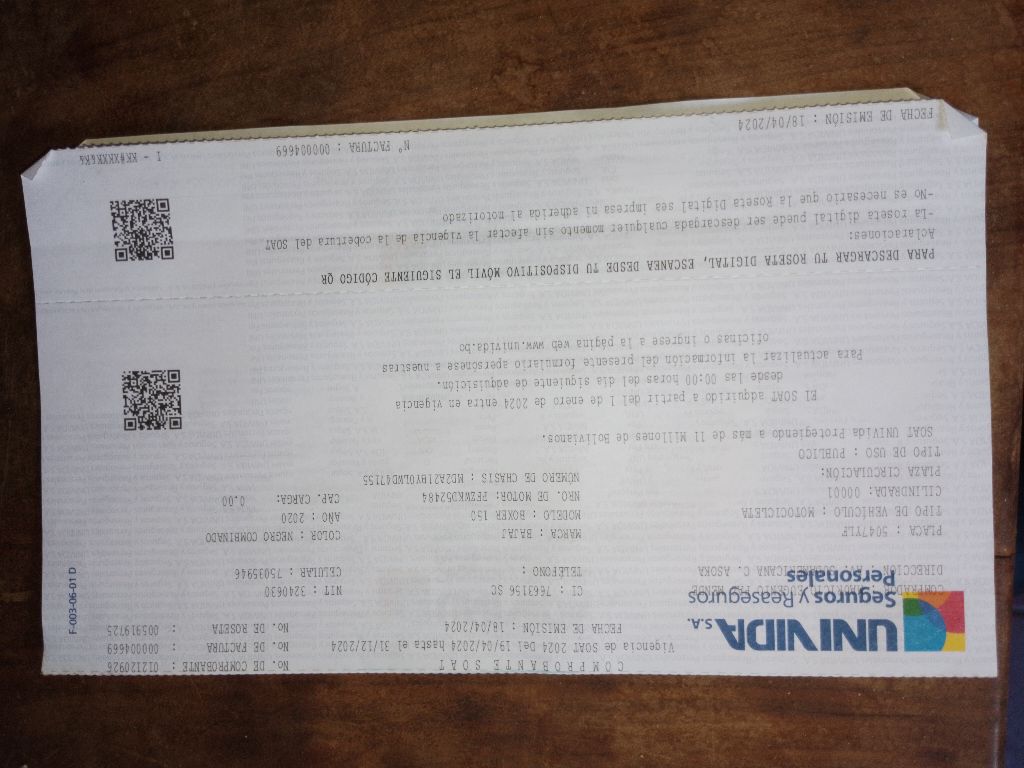 COMPROBANTE SOAT
No. DE COMPROBANTE : 012120926
Vigencia de SOAT 2024 Del 19/04/2024 hasta el 31/12/2024
No. DE FACTURA : 000004669
FECHA DE EMISIÓN : 18/04/2024
No. DE ROSETA : 005919725
UNIVIDA S.A.
Seguros y Reaseguros
Personales
F-003-06-01 D
COMPRADOR:
CI : 7663156 SC
NIT : 3240630
DIRECCION : AV. SUDAMERICANA C. ASOKA
TELÉFONO :
CELULAR : 75035946
PLACA : 5047YLF
MARCA : BAJAJ
COLOR : NEGRO COMBINADO
TIPO DE VEHÍCULO : MOTOCICLETA
MODELO : BOXER 150
AÑO : 2020
CILINDRADA: 00001
NRO. DE MOTOR: PFZWKD52484
CAP. CARGA: 0.00
PLAZA CIRCULACIÓN:
NÚMERO DE CHASIS :
TIPO DE USO : PUBLICO
SOAT UNIVIDA Protegiendo a más de 11 Millones de Bolivianos.
El SOAT adquirido a partir del 1 de enero de 2024 entra en vigencia
desde las 00:00 horas del día siguiente de adquisición.
Para actualizar la información del presente formulario apersonese a nuestras
oficinas o ingrese a la página web www.univida.bo
PARA DESCARGAR TU ROSETA DIGITAL, ESCANEA DESDE TU DISPOSITIVO MÓVIL EL SIGUIENTE CÓDIGO QR
Aclaraciones:
-La roseta digital puede ser descargada cualquier momento sin afectar la vigencia de la cobertura del SOAT
-No es necesario que la Roseta Digital sea impresa ni adherida al motorizado
FECHA DE EMISIÓN : 18/04/2024
N° FACTURA : 000004669